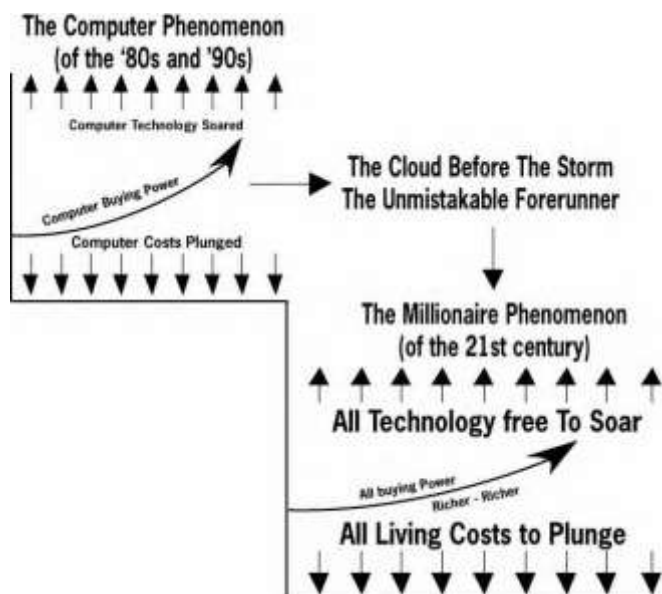 The Computer Phenomenon
(of the ‘80s and ’90s)
Computer Technology Soared
Computer Buying Power
Computer Costs Plunged
The Cloud Before The Storm
The Unmistakable Forerunner
The Millionaire Phenomenon
(of the 21st century)
All Technology free To Soar
All buying Power
Richer - Richer
All Living Costs to Plunge